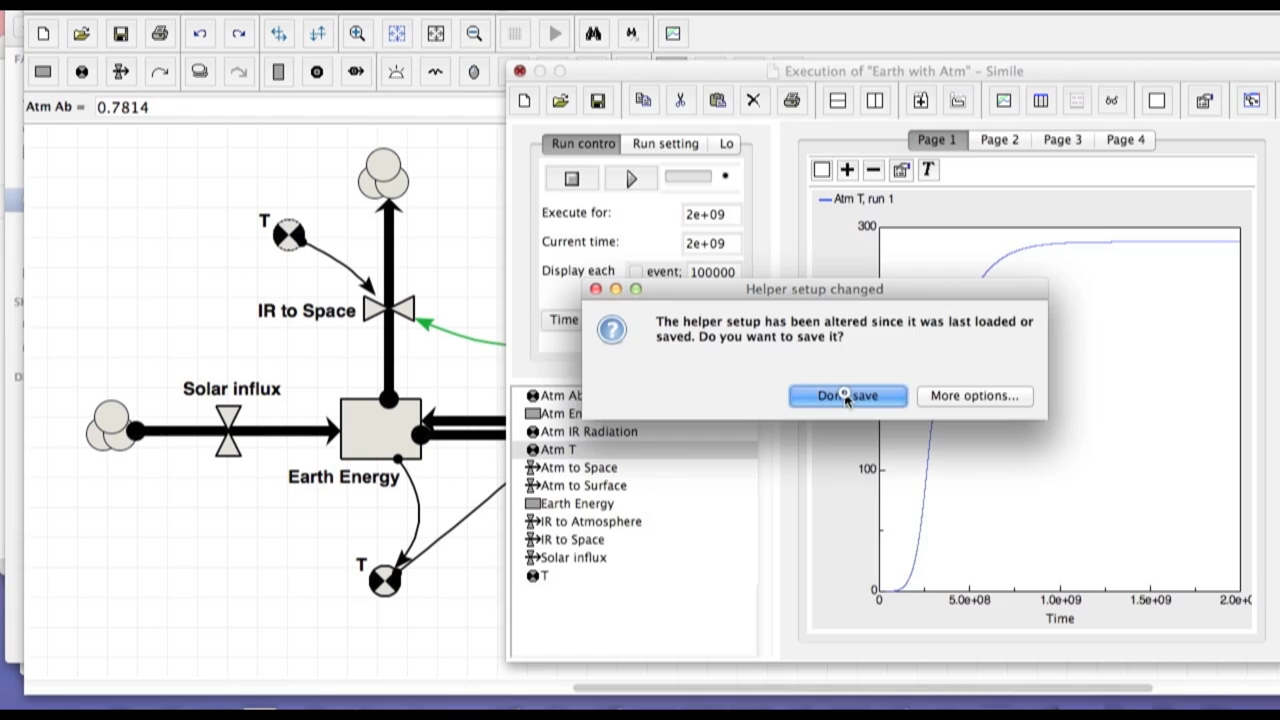 Execution of "Earth with Atm" – Simile
Atm Ab = 0.7814
Run contro Run setting Lo
Page 1 Page 2 Page 3 Page 4
T
Execute for: 2e+09
Current time: 2e+09
Display each event; 100000
Time
Atm T, run 1
300
100
0
0 5.0e+08 1.0e+09 1.5e+09
Time
Helper setup changed
The helper setup has been altered since it was last loaded or
saved. Do you want to save it?
More options...
T
IR to Space
Solar influx
Earth Energy
T
Atm Ab
Atm En
Atm IR Radiation
Atm T
Atm to Space
Atm to Surface
Earth Energy
IR to Atmosphere
IR to Space
Solar influx
T